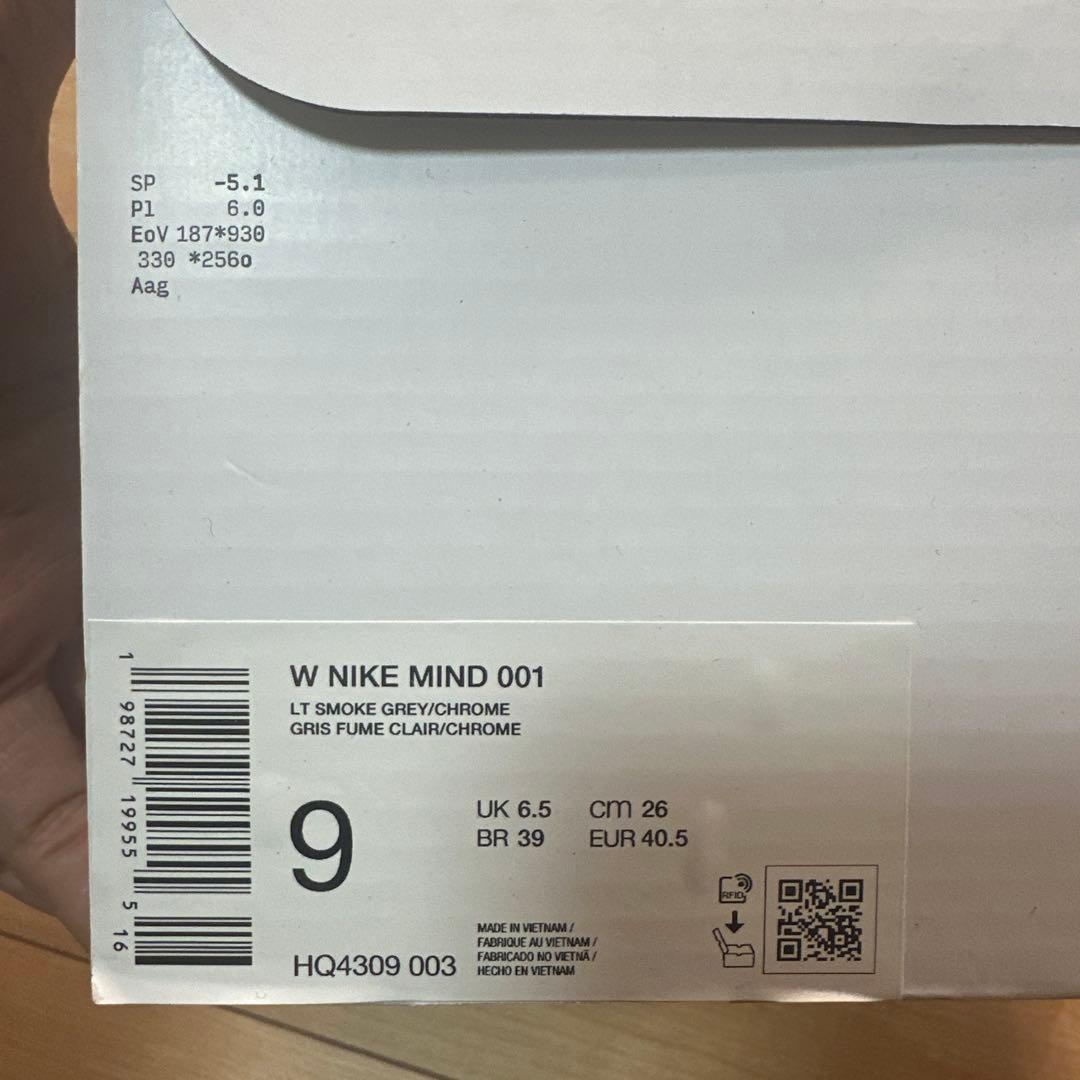 SP -5.1
Pl 6.0
EoV 187*930
330 *256o
Aag
1 98727 19955 5 16
W NIKE MIND 001
LT SMOKE GREY/CHROME
GRIS FUME CLAIR/CHROME
9
UK 6.5 cm 26
BR 39 EUR 40.5
RFID
HQ4309 003
MADE IN VIETNAM /
FABRIQUE AU VIETNAM /
FABRICADO NO VIETNÃ /
HECHO EN VIETNAM